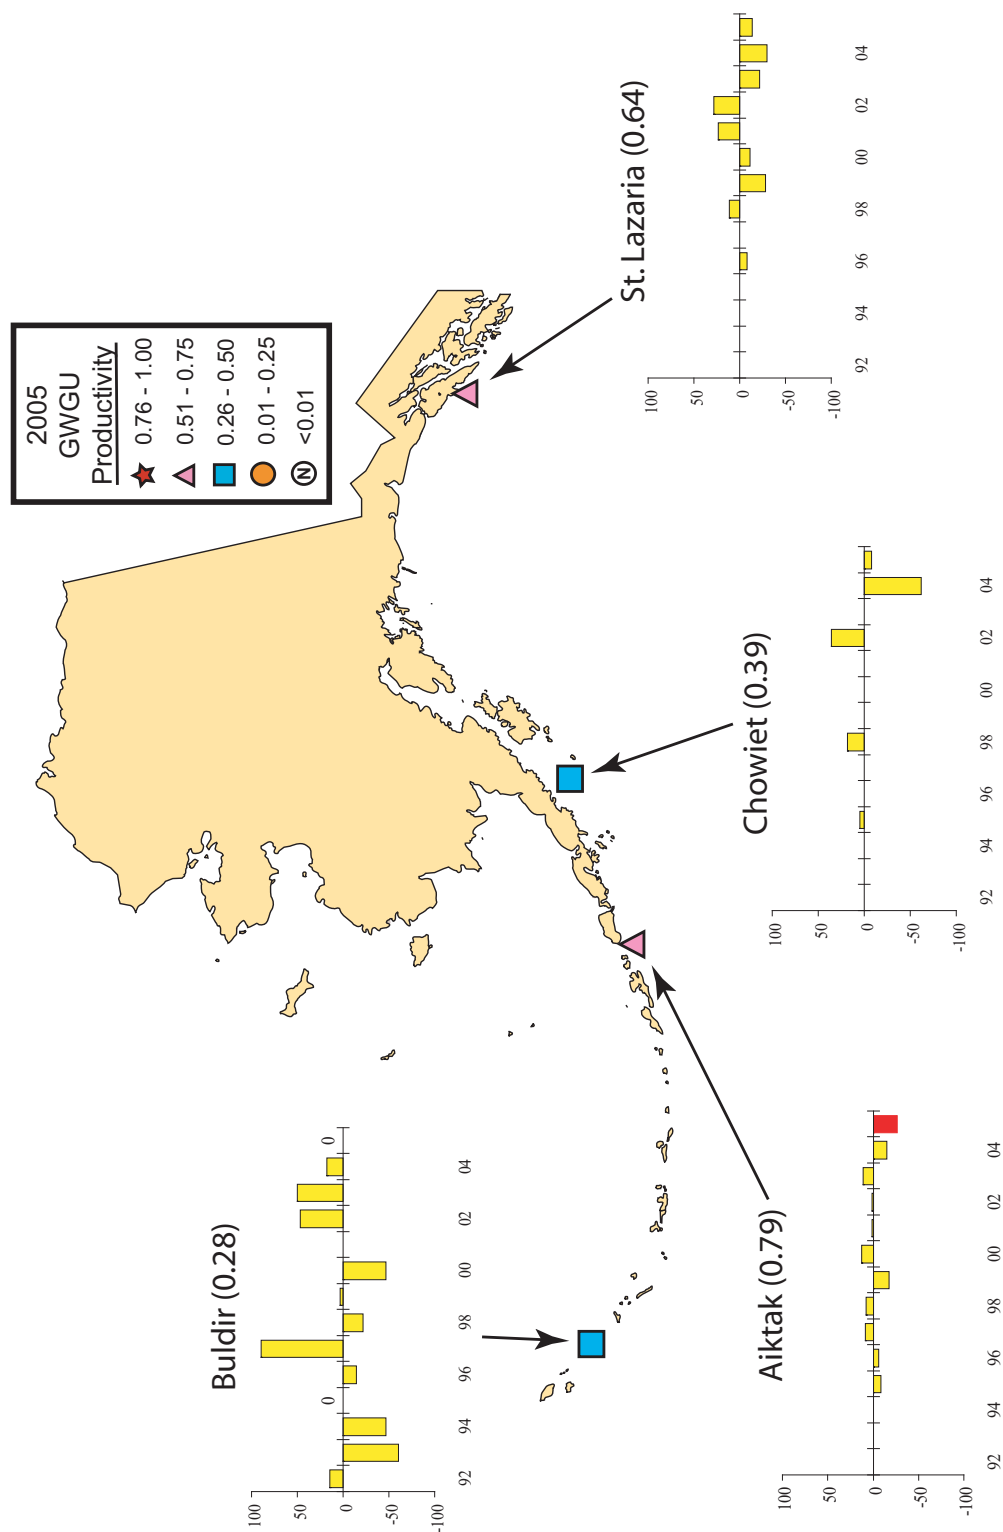 2005
GWGU
Productivity
0.76 - 1.00
0.51 - 0.75
0.26 - 0.50
0.01 - 0.25
N <0.01
Buldir (0.28)
100
50
0
-50
-100
0
0
92 94 96 98 00 02 04
Aiktak (0.79)
100
50
0
-50
-100
92 94 96 98 00 02 04
Chowiet (0.39)
100
50
0
-50
-100
92 94 96 98 00 02 04
St. Lazaria (0.64)
100
50
0
-50
-100
92 94 96 98 00 02 04